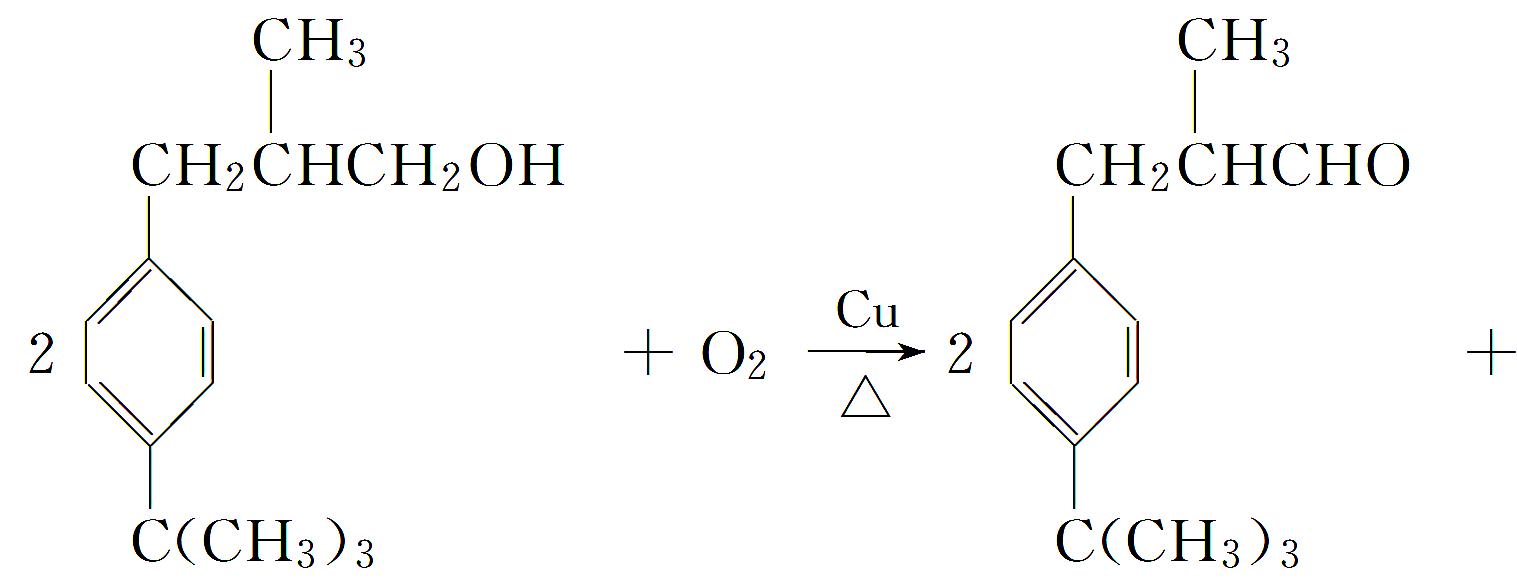 CH₃ CH₃
CH₂CHCH₂OH CH₂CHCHO
Cu
2 + O₂ → 2 +
△
C(CH₃)₃ C(CH₃)₃